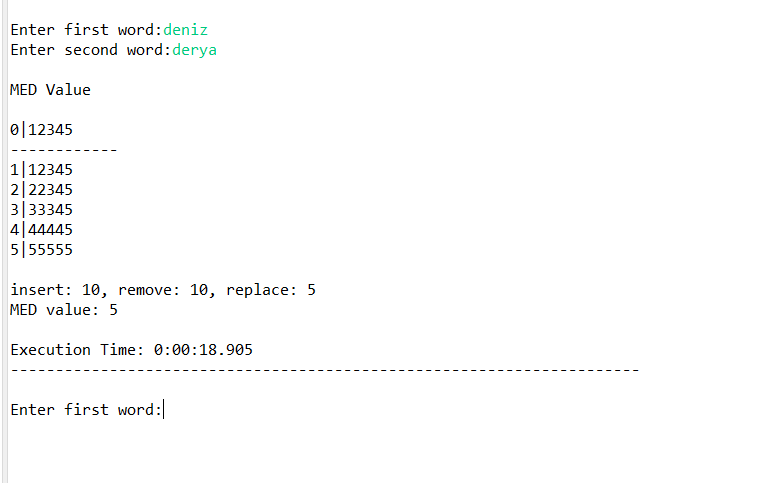 Enter first word:deniz
Enter second word:derya
MED Value
0|12345
------------
1|12345
2|22345
3|33345
4|44445
5|55555
insert: 10, remove: 10, replace: 5
MED value: 5
Execution Time: 0:00:18.905
----------------------------------------------------------------------
Enter first word: